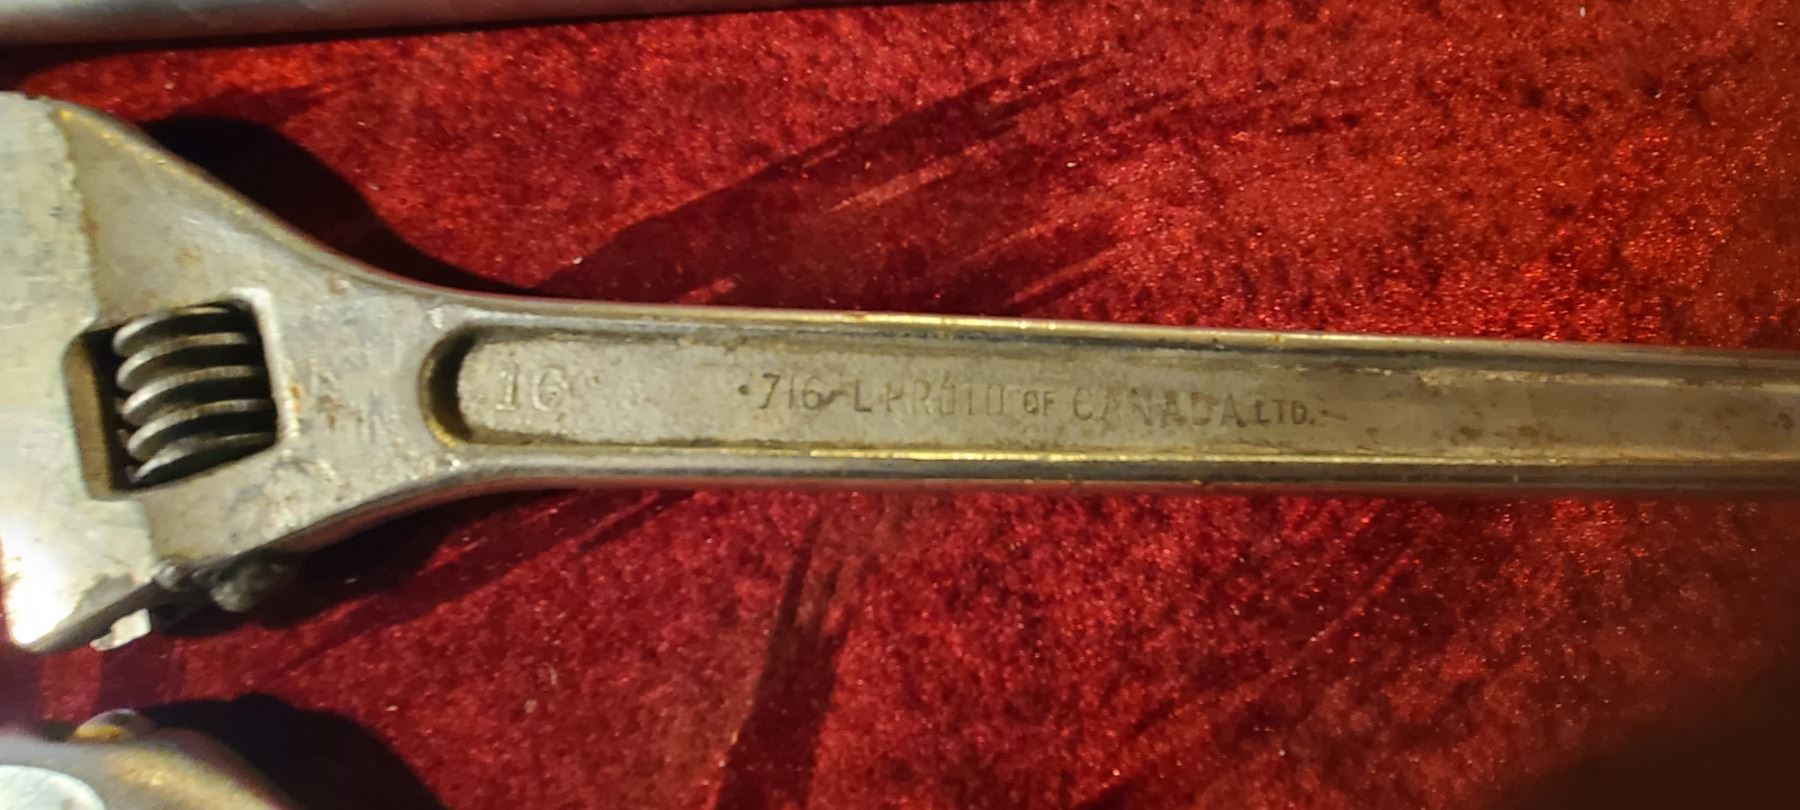 16 716-L PROTO OF CANADA LTD.